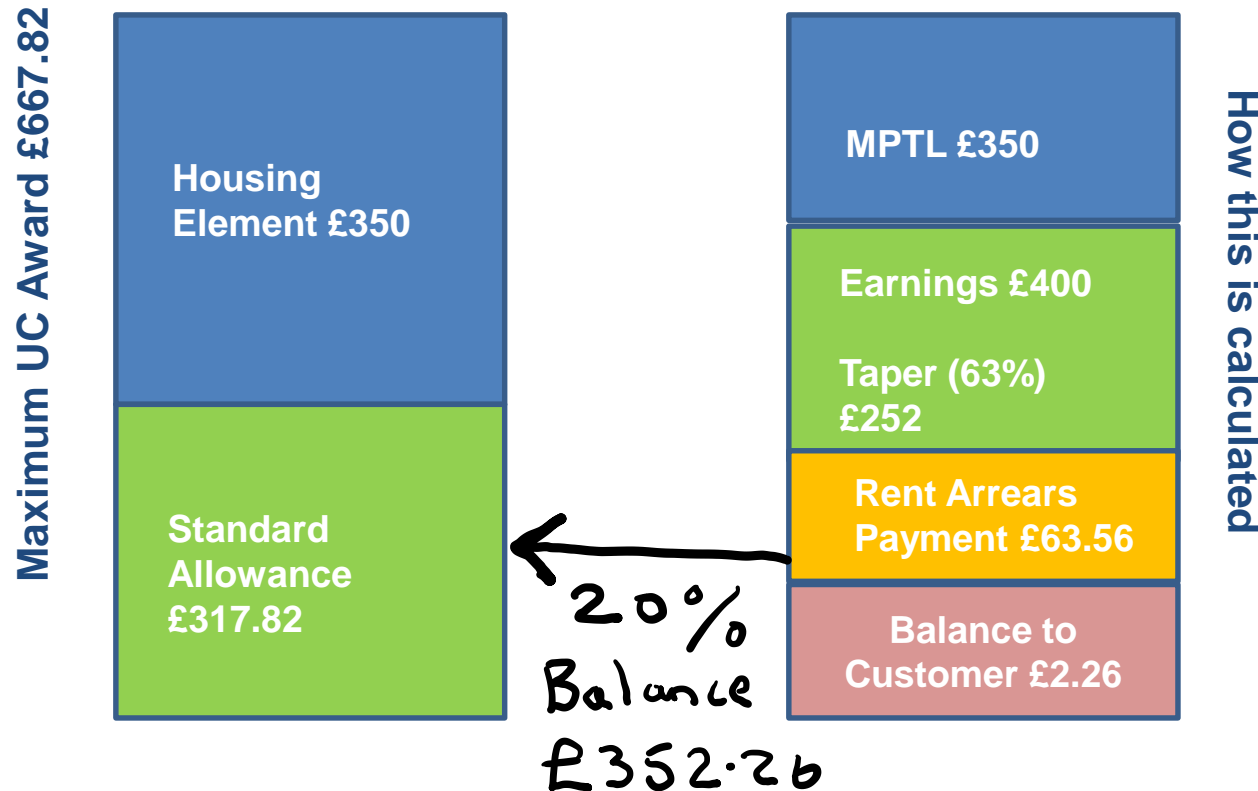 Maximum UC Award £667.82
Housing
Element £350
Standard
Allowance
£317.82
20%
Balance
£352.26
MPTL £350
Earnings £400
Taper (63%)
£252
Rent Arrears
Payment £63.56
Balance to
Customer £2.26
How this is calculated